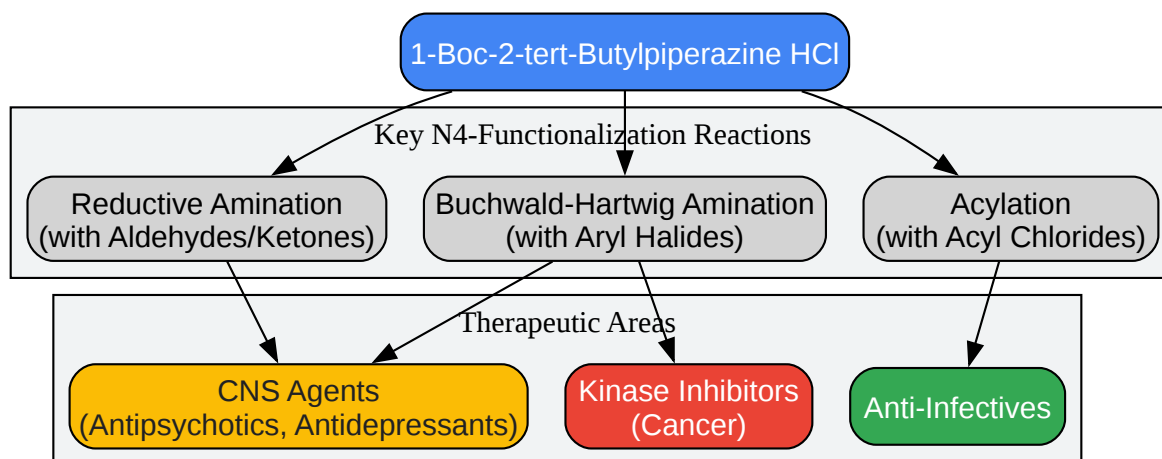 1-Boc-2-tert-Butylpiperazine HCl
Key N4-Functionalization Reactions
Reductive Amination
(with Aldehydes/Ketones)
Buchwald-Hartwig Amination
(with Aryl Halides)
Acylation
(with Acyl Chlorides)
Therapeutic Areas
CNS Agents
(Antipsychotics, Antidepressants)
Kinase Inhibitors
(Cancer)
Anti-Infectives